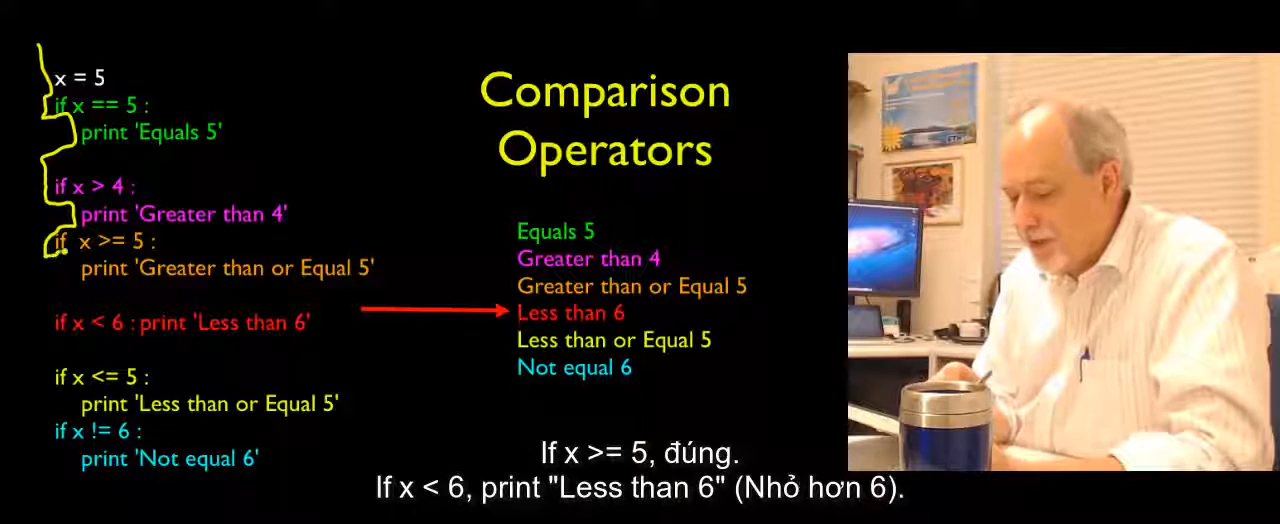 x = 5
if x == 5 :
print 'Equals 5'
if x > 4 :
print 'Greater than 4'
if x >= 5 :
print 'Greater than or Equal 5'
if x < 6 : print 'Less than 6'
if x <= 5 :
print 'Less than or Equal 5'
if x != 6 :
print 'Not equal 6'
Comparison
Operators
Equals 5
Greater than 4
Greater than or Equal 5
Less than 6
Less than or Equal 5
Not equal 6
If x >= 5, đúng.
If x < 6, print "Less than 6" (Nhỏ hơn 6).